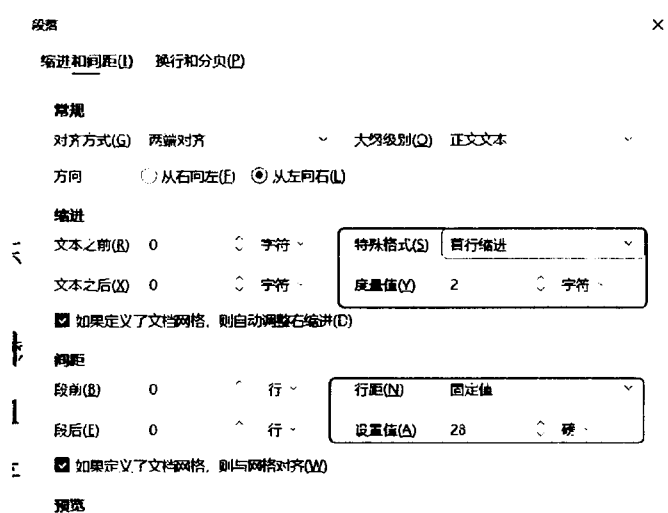 段落
缩进和间距(I) 换行和分页(P)
常规
对齐方式(G) 两端对齐 大纲级别(O) 正文文本
方向 从右向左(F) 从左向右(L)
缩进
文本之前(R) 0 字符 特殊格式(S) 首行缩进
文本之后(X) 0 字符 度量值(Y) 2 字符
如果定义了文档网格，则自动调整右缩进(D)
间距
段前(B) 0 行 行距(N) 固定值
段后(E) 0 行 设置值(A) 28 磅
如果定义了文档网格，则与网格对齐(W)
预览